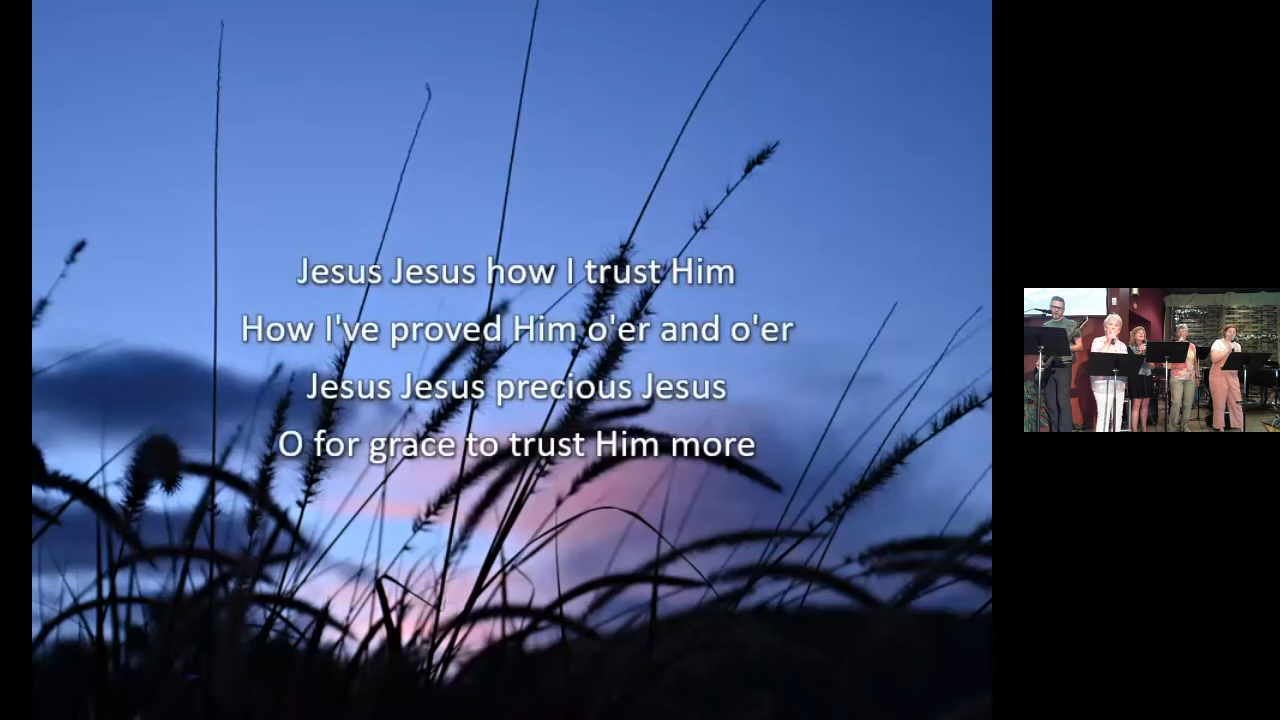 Jesus Jesus how I trust Him
How I've proved Him o'er and o'er
Jesus Jesus precious Jesus
O for grace to trust Him more